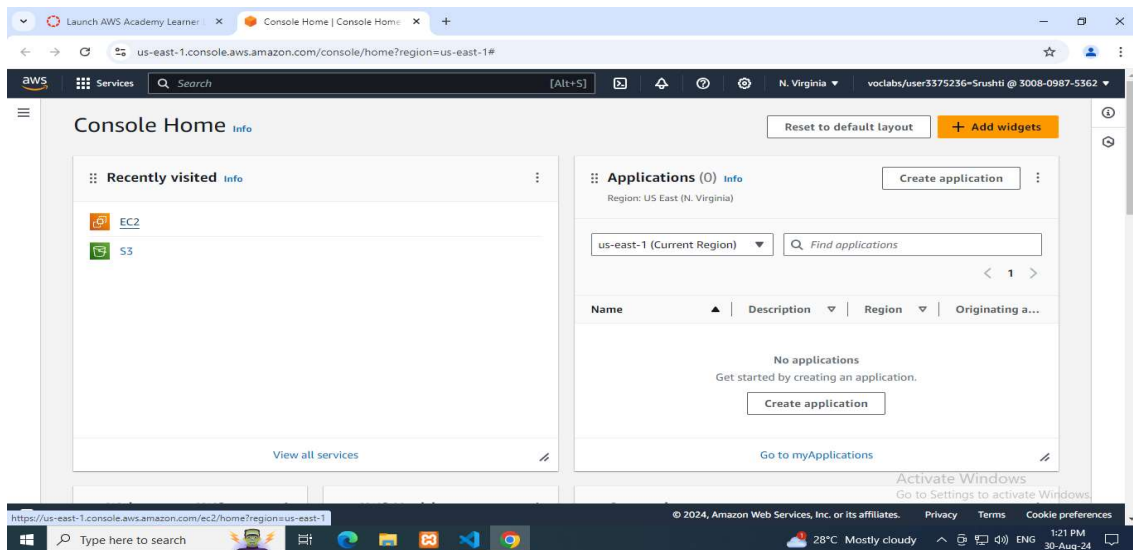 Launch AWS Academy Learner L
Console Home | Console Home
us-east-1.console.aws.amazon.com/console/home?region=us-east-1#
aws Services Search [Alt+S] N. Virginia ▼ voclabs/user3375236=Srushti @ 3008-0987-5362 ▼
Console Home Info
Reset to default layout
+ Add widgets
Recently visited Info
EC2
S3
View all services
Applications (0) Info
Region: US East (N. Virginia)
Create application
us-east-1 (Current Region) ▼
Find applications
< 1 >
Name ▲ | Description ▽ | Region ▽ | Originating a...
No applications
Get started by creating an application.
Create application
Go to myApplications
Activate Windows
Go to Settings to activate Windows.
https://us-east-1.console.aws.amazon.com/ec2/home?region=us-east-1
© 2024, Amazon Web Services, Inc. or its affiliates. Privacy Terms Cookie preferences
Type here to search
28°C Mostly cloudy
ENG
1:21 PM
30-Aug-24